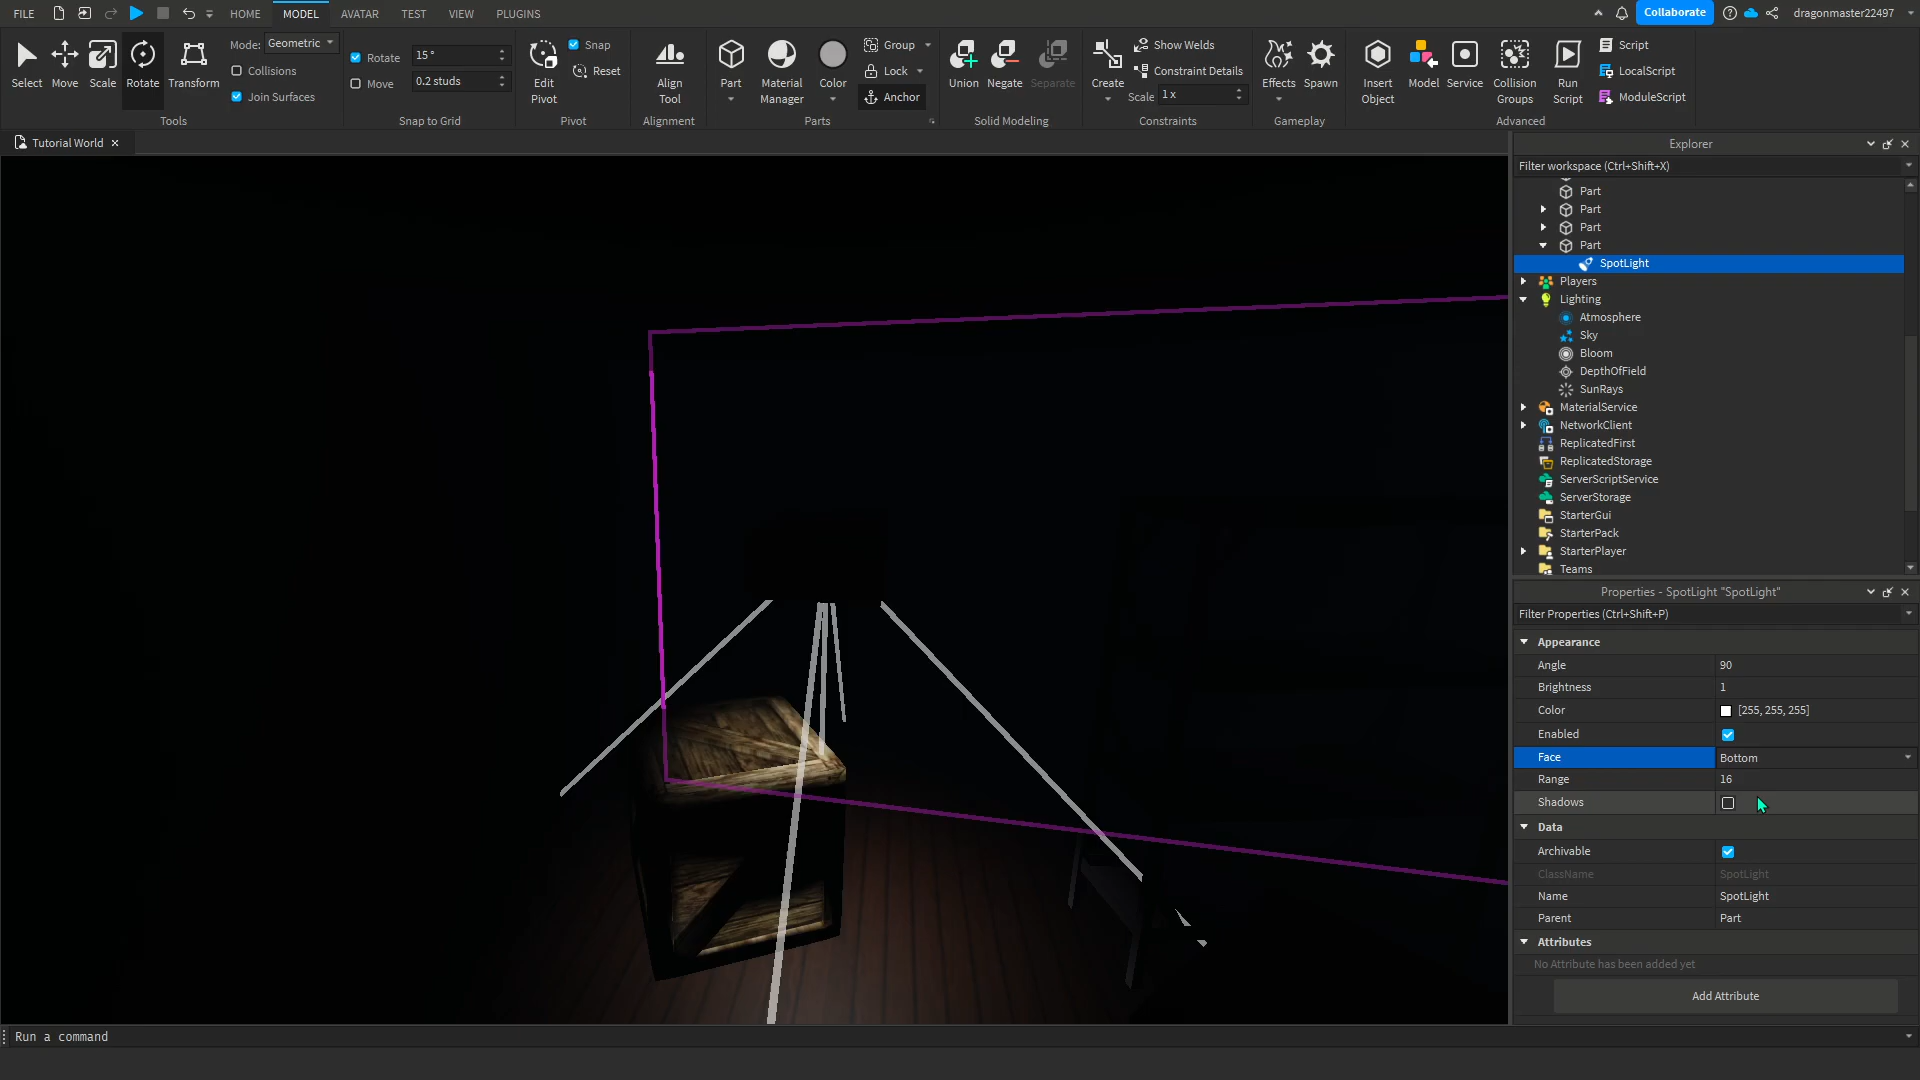 FILE
HOME
MODEL
AVATAR
TEST
VIEW
PLUGINS
Collaborate
dragonmaster22497
Select
Move
Scale
Rotate
Transform
Mode:
Geometric
Collisions
Join Surfaces
Tools
Rotate
15 °
Move
0.2 studs
Snap to Grid
Edit
Pivot
Snap
Reset
Pivot
Align
Tool
Alignment
Part
Material
Manager
Color
Group
Lock
Anchor
Parts
Union
Negate
Separate
Solid Modeling
Create
Show Welds
Constraint Details
Scale
1 x
Constraints
Effects
Spawn
Gameplay
Insert
Object
Model
Service
Collision
Groups
Run
Script
Script
LocalScript
ModuleScript
Advanced
Tutorial World
Explorer
Filter workspace (Ctrl+Shift+X)
Part
Part
Part
Part
SpotLight
Players
Lighting
Atmosphere
Sky
Bloom
DepthOfField
SunRays
MaterialService
NetworkClient
ReplicatedFirst
ReplicatedStorage
ServerScriptService
ServerStorage
StarterGui
StarterPack
StarterPlayer
Teams
Properties - SpotLight "SpotLight"
Filter Properties (Ctrl+Shift+P)
Appearance
Angle 90
Brightness 1
Color [255, 255, 255]
Enabled
Face Bottom
Range 16
Shadows
Data
Archivable
ClassName SpotLight
Name SpotLight
Parent Part
Attributes
No Attribute has been added yet
Add Attribute
Run a command